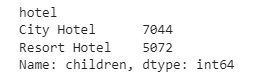 hotel
City Hotel      7044
Resort Hotel    5072
Name: children, dtype: int64